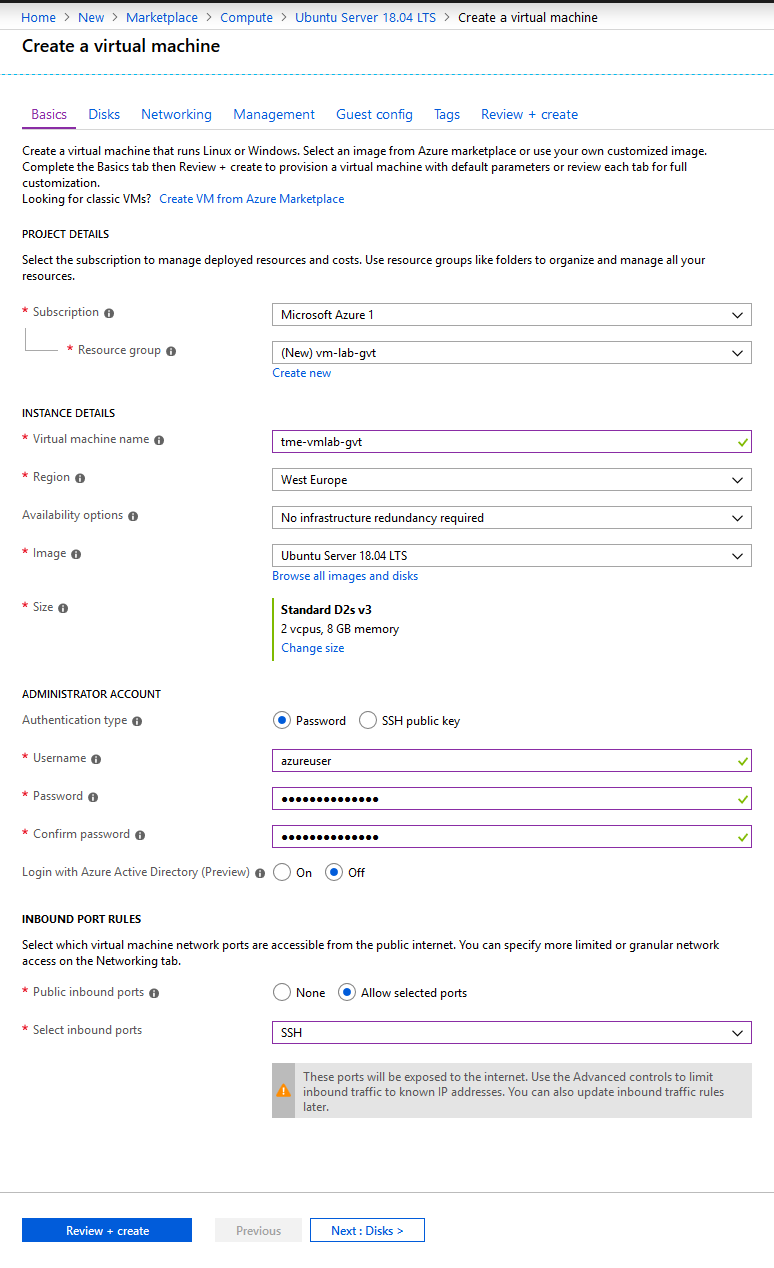 Home > New > Marketplace > Compute > Ubuntu Server 18.04 LTS > Create a virtual machine
Create a virtual machine
Basics Disks Networking Management Guest config Tags Review + create
Create a virtual machine that runs Linux or Windows. Select an image from Azure marketplace or use your own customized image.
Complete the Basics tab then Review + create to provision a virtual machine with default parameters or review each tab for full
customization.
Looking for classic VMs? Create VM from Azure Marketplace
PROJECT DETAILS
Select the subscription to manage deployed resources and costs. Use resource groups like folders to organize and manage all your
resources.
* Subscription Microsoft Azure 1
* Resource group (New) vm-lab-gvt
Create new
INSTANCE DETAILS
* Virtual machine name tme-vmlab-gvt
* Region West Europe
Availability options No infrastructure redundancy required
* Image Ubuntu Server 18.04 LTS
Browse all images and disks
* Size Standard D2s v3
2 vcpus, 8 GB memory
Change size
ADMINISTRATOR ACCOUNT
Authentication type Password SSH public key
* Username azureuser
* Password ••••••••••••••
* Confirm password ••••••••••••••
Login with Azure Active Directory (Preview) On Off
INBOUND PORT RULES
Select which virtual machine network ports are accessible from the public internet. You can specify more limited or granular network
access on the Networking tab.
* Public inbound ports None Allow selected ports
* Select inbound ports SSH
These ports will be exposed to the internet. Use the Advanced controls to limit
inbound traffic to known IP addresses. You can also update inbound traffic rules
later.
Review + create Previous Next : Disks >